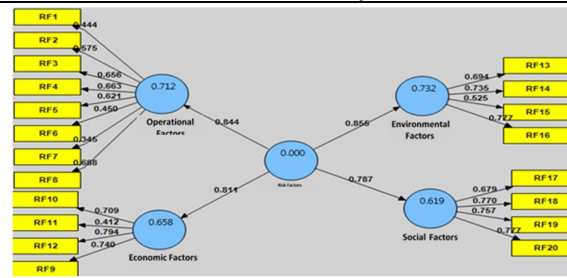 RF1
0.444
RF2
0.575
RF3
0.656
RF4
0.663
RF5
0.621
RF6
0.450
RF7
0.345
RF8
0.688
0.712
Operational
Factors
0.844
RF10
0.709
RF11
0.412
RF12
0.794
RF9
0.740
0.658
Economic Factors
0.811
0.000
Risk Factors
0.855
0.732
Environmental
Factors
0.694
RF13
0.735
RF14
0.525
RF15
0.777
RF16
0.787
0.619
Social Factors
0.679
RF17
0.770
RF18
0.757
RF19
0.777
RF20